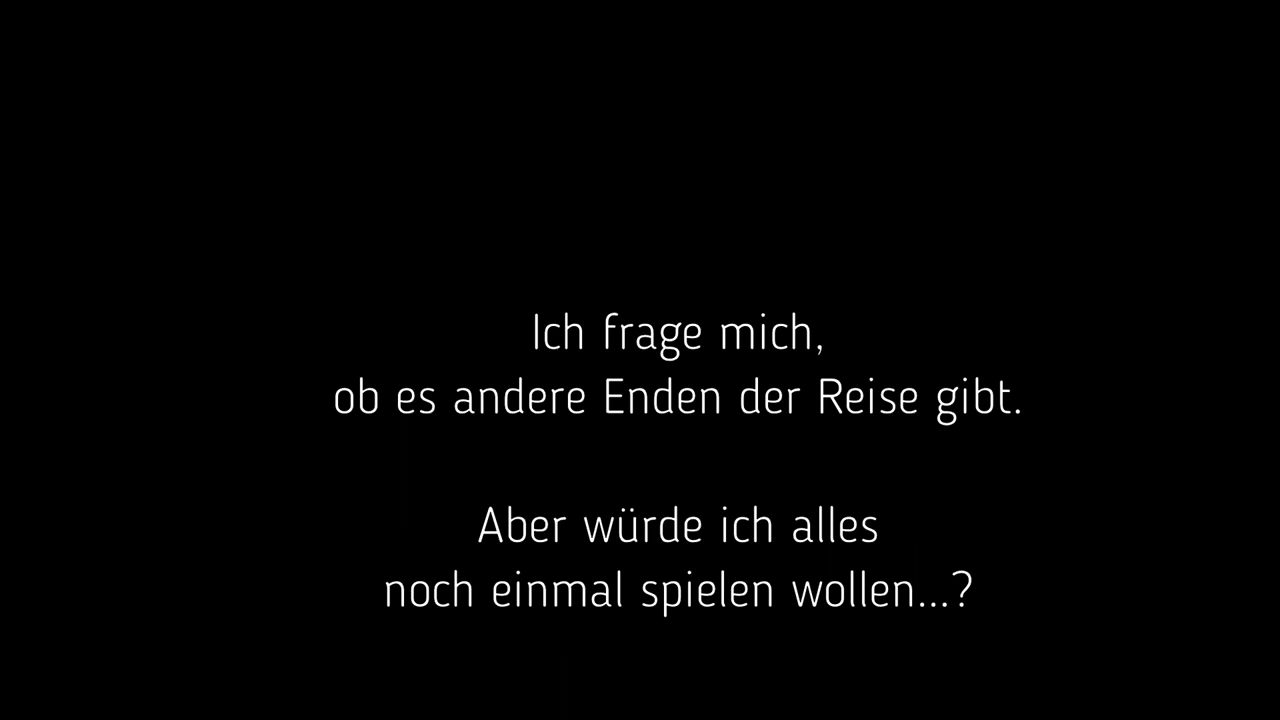 Ich frage mich,
ob es andere Enden der Reise gibt.
Aber würde ich alles
noch einmal spielen wollen...?